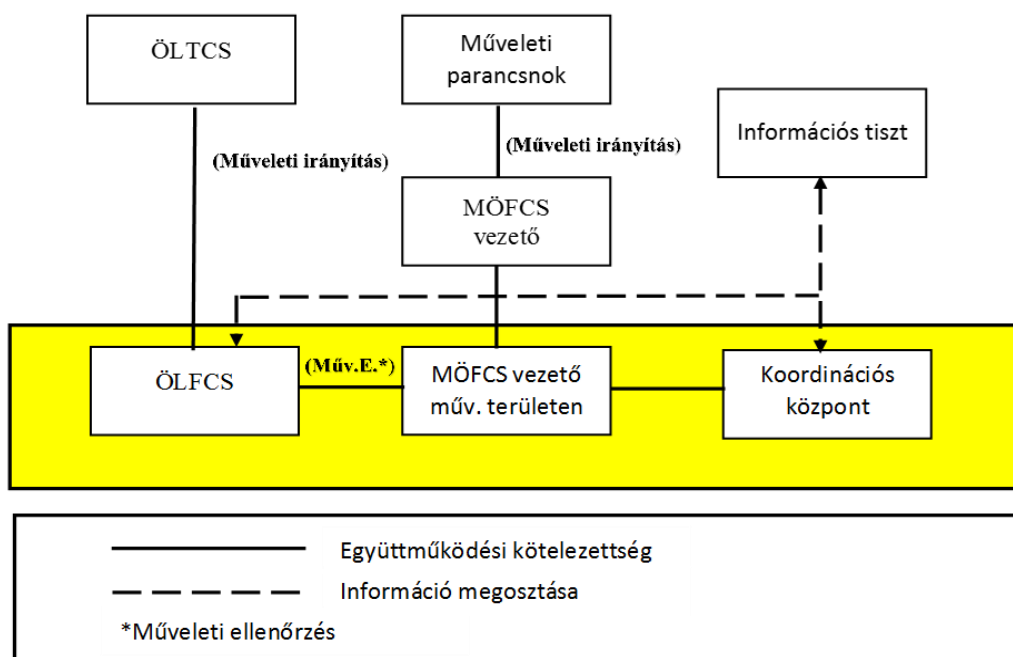 ÖLTCS
Műveleti
parancsnok
Információs tiszt
(Műveleti irányítás)
(Műveleti irányítás)
MÖFCS
vezető
ÖLFCS
(Műv.E.*)
MÖFCS vezető
műv. területen
Koordinációs
központ
Együttműködési kötelezettség
Információ megosztása
*Műveleti ellenőrzés